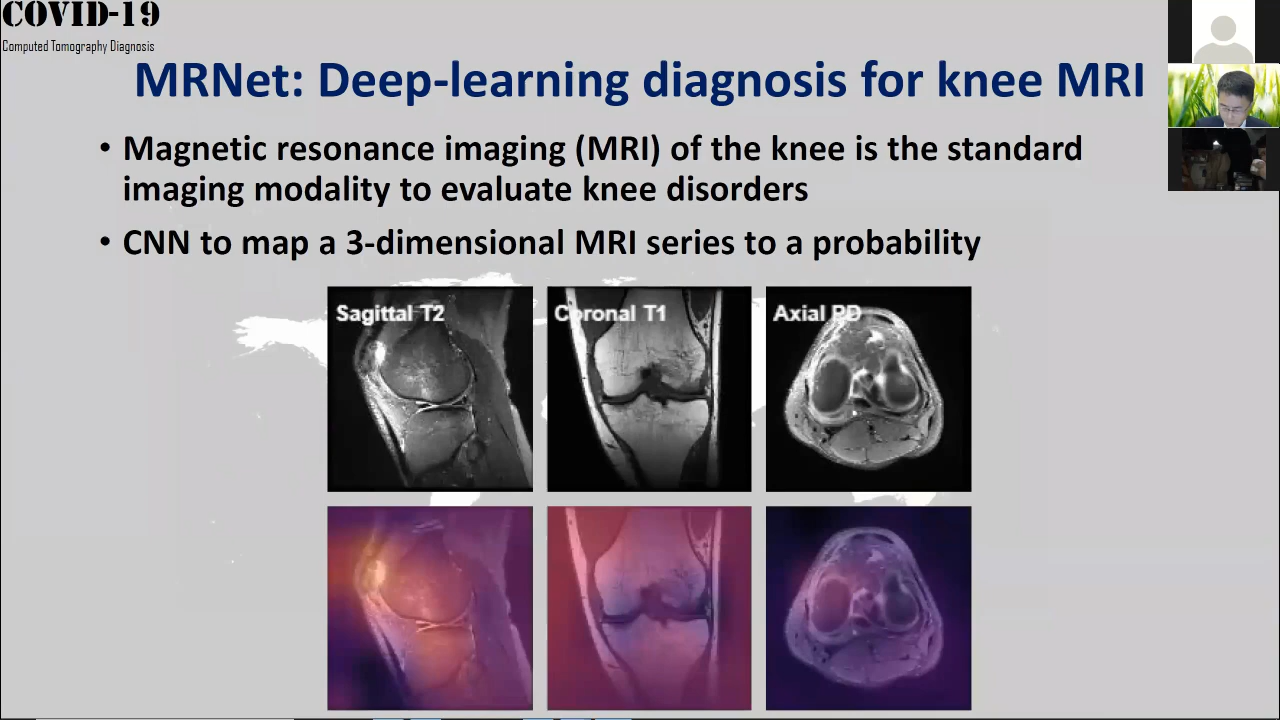 COVID-19
Computed Tomography Diagnosis
MRNet: Deep-learning diagnosis for knee MRI
• Magnetic resonance imaging (MRI) of the knee is the standard
imaging modality to evaluate knee disorders
• CNN to map a 3-dimensional MRI series to a probability
Sagittal T2
Coronal T1
Axial PD